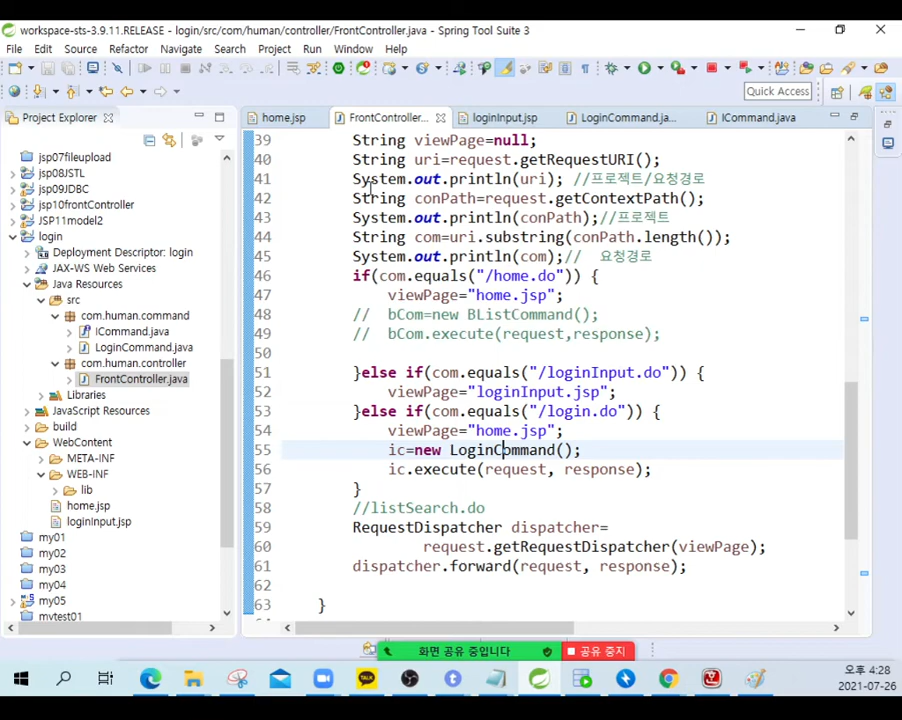 workspace-sts-3.9.11.RELEASE - login/src/com/human/controller/FrontController.java - Spring Tool Suite 3
File Edit Source Refactor Navigate Search Project Run Window Help
Quick Access
Project Explorer
jsp07fileupload
jsp08JSTL
jsp09JDBC
jsp10frontController
JSP11model2
login
Deployment Descriptor: login
JAX-WS Web Services
Java Resources
src
com.human.command
ICommand.java
LoginCommand.java
com.human.controller
FrontController.java
Libraries
JavaScript Resources
build
WebContent
META-INF
WEB-INF
lib
home.jsp
loginInput.jsp
my01
my02
my03
my04
my05
mvtest01
home.jsp FrontController... loginInput.jsp LoginCommand.ja... ICommand.java
39 String viewPage=null;
40 String uri=request.getRequestURI();
41 System.out.println(uri); //프로젝트/요청경로
42 String conPath=request.getContextPath();
43 System.out.println(conPath);//프로젝트
44 String com=uri.substring(conPath.length());
45 System.out.println(com);// 요청경로
46 if(com.equals("/home.do")) {
47 viewPage="home.jsp";
48 // bCom=new BListCommand();
49 // bCom.execute(request,response);
50
51 }else if(com.equals("/loginInput.do")) {
52 viewPage="loginInput.jsp";
53 }else if(com.equals("/login.do")) {
54 viewPage="home.jsp";
55 ic=new LoginCommand();
56 ic.execute(request, response);
57 }
58 //listSearch.do
59 RequestDispatcher dispatcher=
60 request.getRequestDispatcher(viewPage);
61 dispatcher.forward(request, response);
62
63 }
화면 공유 중입니다 공유 중지
오후 4:28
2021-07-26